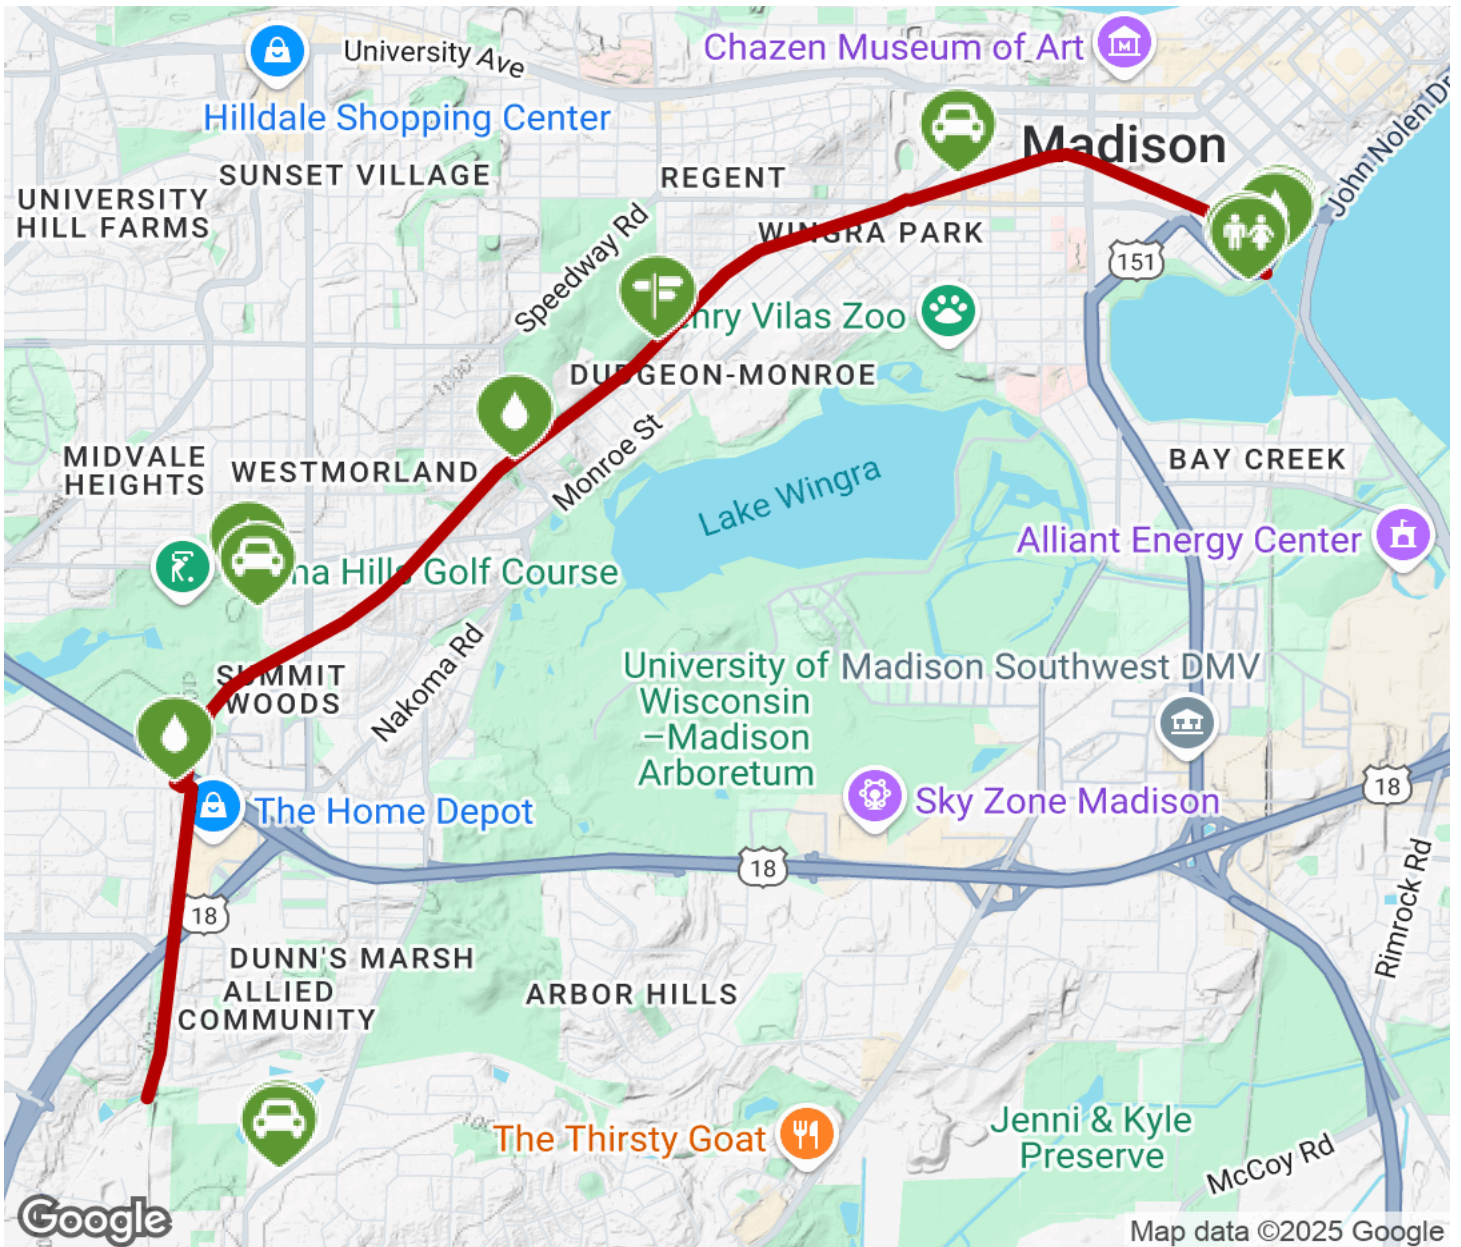 University Ave
Chazen Museum of Art
Hilldale Shopping Center
Madison
John Nolen Dr
SUNSET VILLAGE
REGENT
UNIVERSITY
HILL FARMS
WINGRA PARK
Speedway Rd
151
enry Vilas Zoo
DUDGEON-MONROE
1000
Monroe St
MIDVALE
HEIGHTS
WESTMORLAND
BAY CREEK
Lake Wingra
Alliant Energy Center
na Hills Golf Course
Nakoma Rd
SUMMIT
WOODS
University of
Wisconsin
–Madison
Arboretum
Madison Southwest DMV
The Home Depot
Sky Zone Madison
18
18
18
Rimrock Rd
DUNN'S MARSH
ALLIED
COMMUNITY
ARBOR HILLS
The Thirsty Goat
Jenni & Kyle
Preserve
McCoy Rd
Google
Map data ©2025 Google